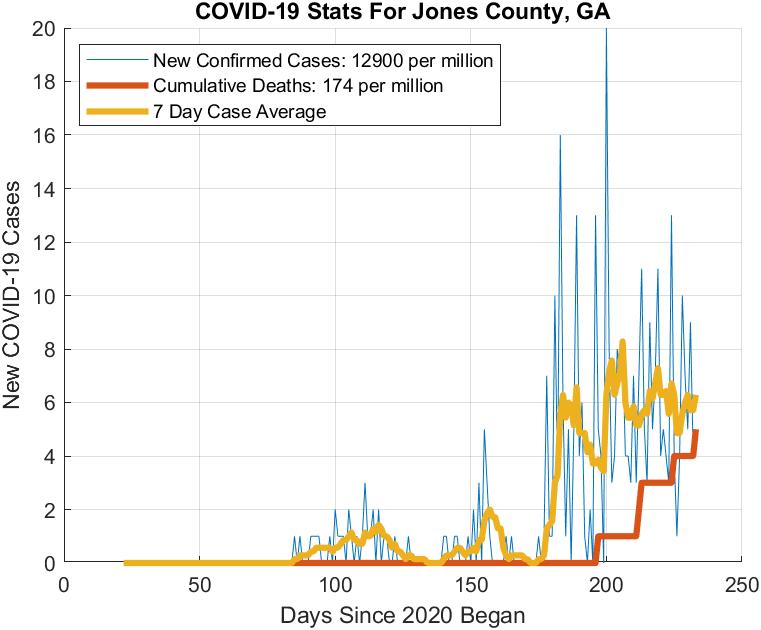 COVID-19 Stats For Jones County, GA
New Confirmed Cases: 12900 per million
Cumulative Deaths: 174 per million
7 Day Case Average
New COVID-19 Cases
20
18
16
14
12
10
8
6
4
2
0
0 50 100 150 200 250
Days Since 2020 Began